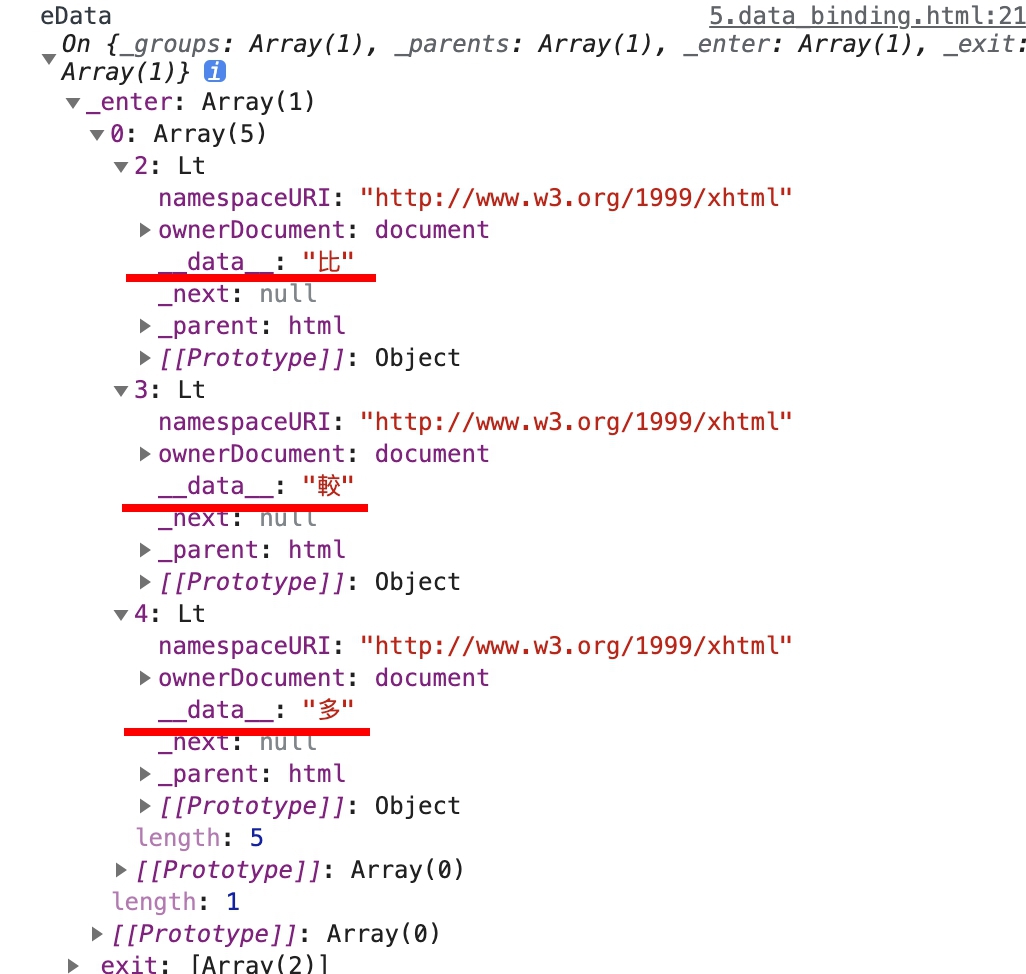 eData 5.data_binding.html:21
On {_groups: Array(1), _parents: Array(1), _enter: Array(1), _exit:
Array(1)} i
_enter: Array(1)
0: Array(5)
2: Lt
namespaceURI: "http://www.w3.org/1999/xhtml"
ownerDocument: document
__data__: "比"
_next: null
_parent: html
[[Prototype]]: Object
3: Lt
namespaceURI: "http://www.w3.org/1999/xhtml"
ownerDocument: document
__data__: "較"
_next: null
_parent: html
[[Prototype]]: Object
4: Lt
namespaceURI: "http://www.w3.org/1999/xhtml"
ownerDocument: document
__data__: "多"
_next: null
_parent: html
[[Prototype]]: Object
length: 5
[[Prototype]]: Array(0)
length: 1
[[Prototype]]: Array(0)
_exit: [Array(2)]